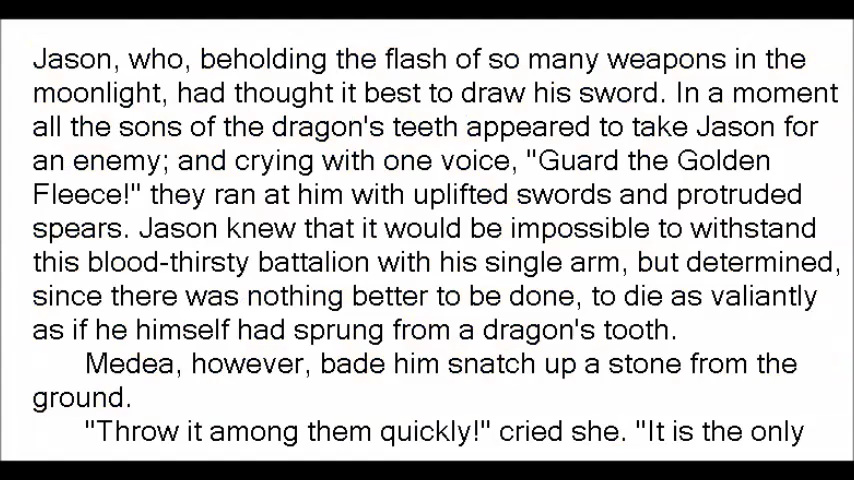 Jason, who, beholding the flash of so many weapons in the
moonlight, had thought it best to draw his sword. In a moment
all the sons of the dragon's teeth appeared to take Jason for
an enemy; and crying with one voice, "Guard the Golden
Fleece!" they ran at him with uplifted swords and protruded
spears. Jason knew that it would be impossible to withstand
this blood-thirsty battalion with his single arm, but determined,
since there was nothing better to be done, to die as valiantly
as if he himself had sprung from a dragon's tooth.
Medea, however, bade him snatch up a stone from the
ground.
"Throw it among them quickly!" cried she. "It is the only